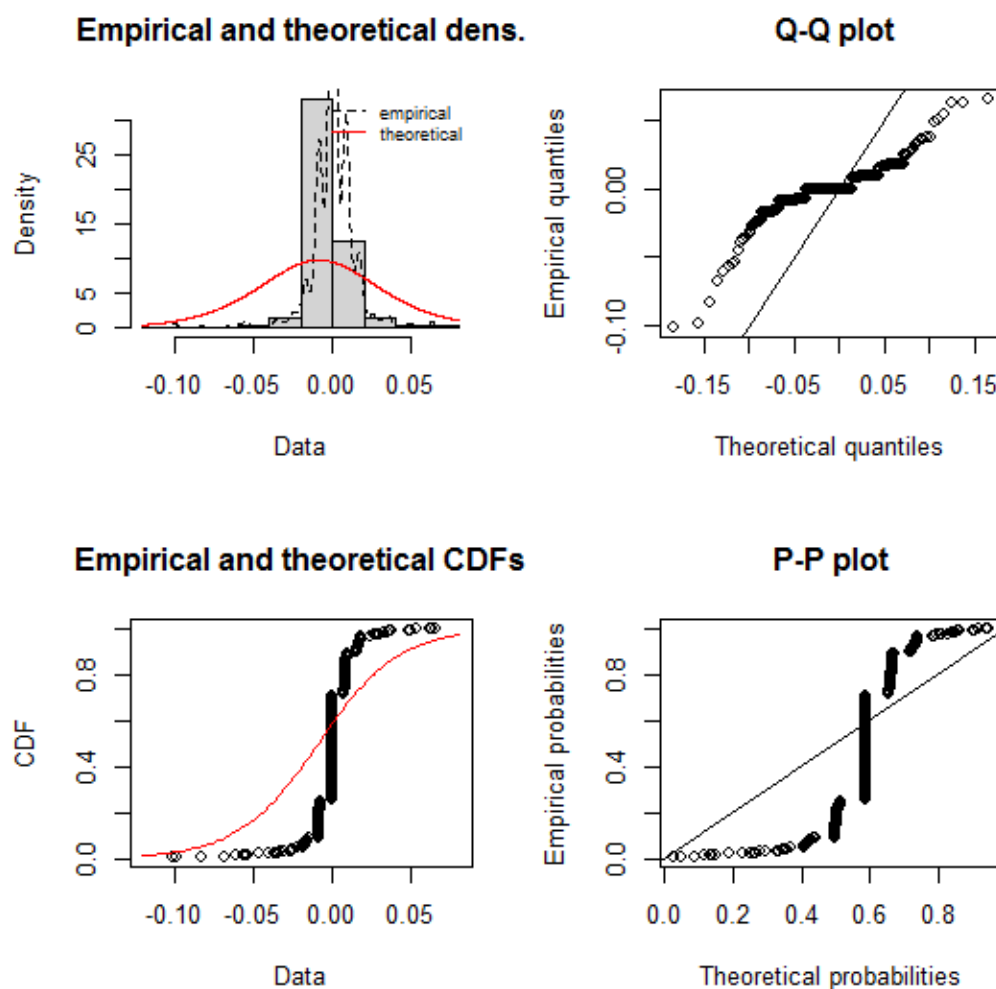 Empirical and theoretical dens.
Density
0 5 15 25
empirical
theoretical
-0.10 -0.05 0.00 0.05
Data
Q-Q plot
Empirical quantiles
-0.10 0.00
-0.15 -0.05 0.05 0.15
Theoretical quantiles
Empirical and theoretical CDFs
CDF
0.0 0.4 0.8
-0.10 -0.05 0.00 0.05
Data
P-P plot
Empirical probabilities
0.0 0.4 0.8
0.0 0.2 0.4 0.6 0.8
Theoretical probabilities